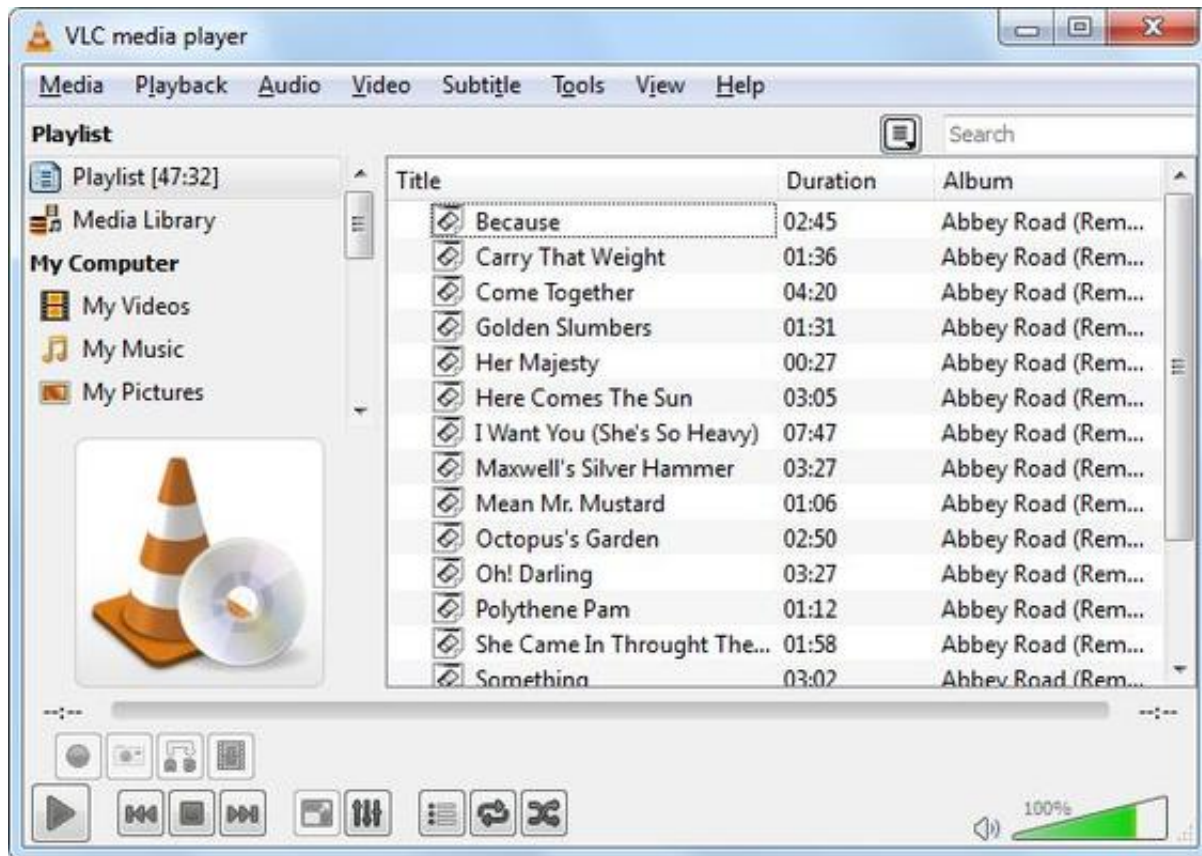 VLC media player
Media Playback Audio Video Subtitle Tools View Help
Playlist
Search
Playlist [47:32]
Media Library
My Computer
My Videos
My Music
My Pictures
Title Duration Album
Because 02:45 Abbey Road (Rem...
Carry That Weight 01:36 Abbey Road (Rem...
Come Together 04:20 Abbey Road (Rem...
Golden Slumbers 01:31 Abbey Road (Rem...
Her Majesty 00:27 Abbey Road (Rem...
Here Comes The Sun 03:05 Abbey Road (Rem...
I Want You (She's So Heavy) 07:47 Abbey Road (Rem...
Maxwell's Silver Hammer 03:27 Abbey Road (Rem...
Mean Mr. Mustard 01:06 Abbey Road (Rem...
Octopus's Garden 02:50 Abbey Road (Rem...
Oh! Darling 03:27 Abbey Road (Rem...
Polythene Pam 01:12 Abbey Road (Rem...
She Came In Throught The... 01:58 Abbey Road (Rem...
Something 03:02 Abbey Road (Rem...
--:-- --:--
100%